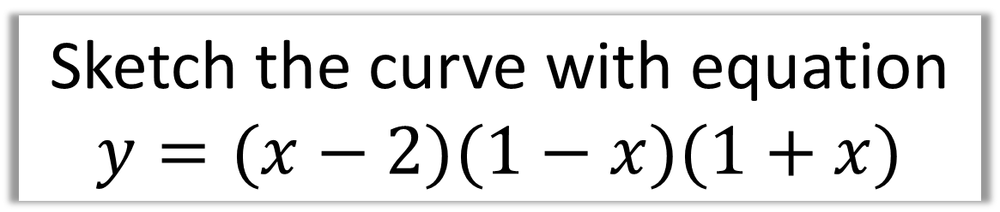 Sketch the curve with equation
𝑦 = (𝑥 − 2)(1 − 𝑥)(1 + 𝑥)